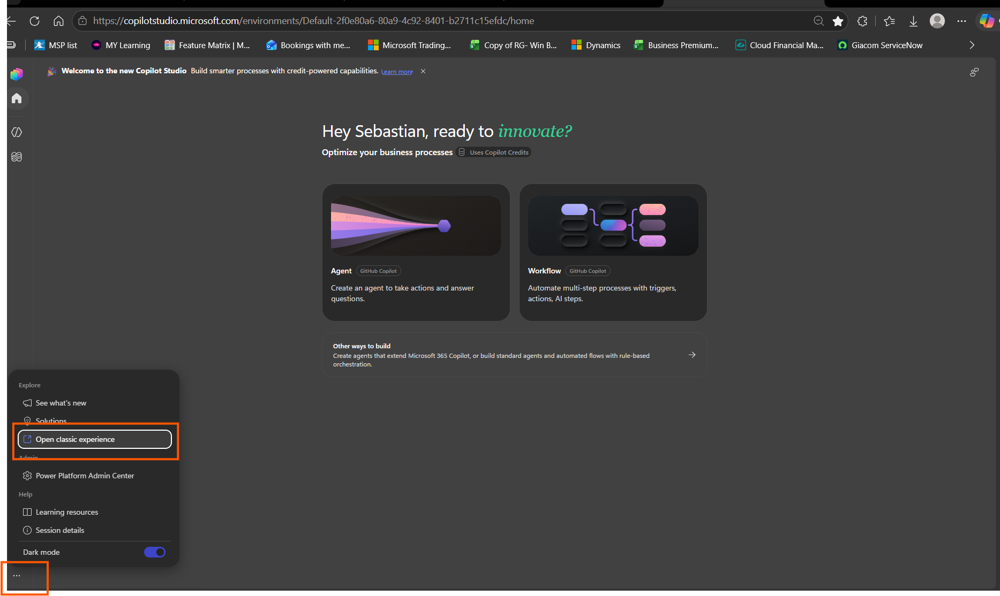 https://copilotstudio.microsoft.com/environments/Default-2f0e80a6-80a9-4c92-8401-b2711c15efdc/home
MSP list
MY Learning
Feature Matrix | M...
Bookings with me...
Microsoft Trading...
Copy of RG- Win B...
Dynamics
Business Premium...
Cloud Financial Ma...
Giacom ServiceNow
Welcome to the new Copilot Studio Build smarter processes with credit-powered capabilities. Learn more
Hey Sebastian, ready to innovate?
Optimize your business processes Uses Copilot Credits
Agent GitHub Copilot
Create an agent to take actions and answer
questions.
Workflow GitHub Copilot
Automate multi-step processes with triggers,
actions, AI steps.
Other ways to build
Create agents that extend Microsoft 365 Copilot, or build standard agents and automated flows with rule-based
orchestration.
Explore
See what's new
Solutions
Open classic experience
Admin
Power Platform Admin Center
Help
Learning resources
Session details
Dark mode